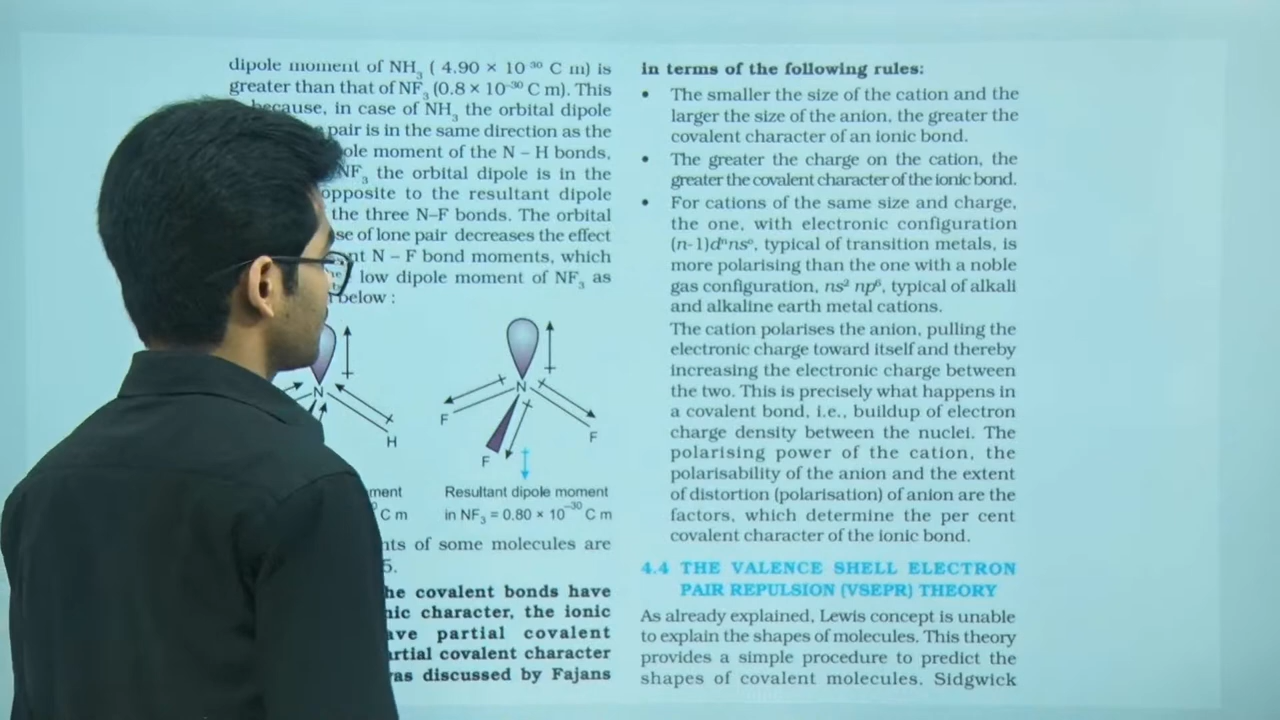 dipole moment of NH3 ( 4.90 × 10-30 C m) is
greater than that of NF3 (0.8 × 10-30 C m). This
because, in case of NH3 the orbital dipole
pair is in the same direction as the
ole moment of the N – H bonds,
NF3 the orbital dipole is in the
opposite to the resultant dipole
the three N–F bonds. The orbital
se of lone pair decreases the effect
nt N – F bond moments, which
low dipole moment of NF3 as
below :
N
H
N
F
F
F
ment
C m
Resultant dipole moment
in NF3 = 0.80 × 10–30 C m
nts of some molecules are
5.
he covalent bonds have
nic character, the ionic
ave partial covalent
artial covalent character
as discussed by Fajans
in terms of the following rules:
• The smaller the size of the cation and the
larger the size of the anion, the greater the
covalent character of an ionic bond.
• The greater the charge on the cation, the
greater the covalent character of the ionic bond.
• For cations of the same size and charge,
the one, with electronic configuration
(n-1)dⁿns⁰, typical of transition metals, is
more polarising than the one with a noble
gas configuration, ns² np⁶, typical of alkali
and alkaline earth metal cations.
The cation polarises the anion, pulling the
electronic charge toward itself and thereby
increasing the electronic charge between
the two. This is precisely what happens in
a covalent bond, i.e., buildup of electron
charge density between the nuclei. The
polarising power of the cation, the
polarisability of the anion and the extent
of distortion (polarisation) of anion are the
factors, which determine the per cent
covalent character of the ionic bond.
4.4 THE VALENCE SHELL ELECTRON
PAIR REPULSION (VSEPR) THEORY
As already explained, Lewis concept is unable
to explain the shapes of molecules. This theory
provides a simple procedure to predict the
shapes of covalent molecules. Sidgwick